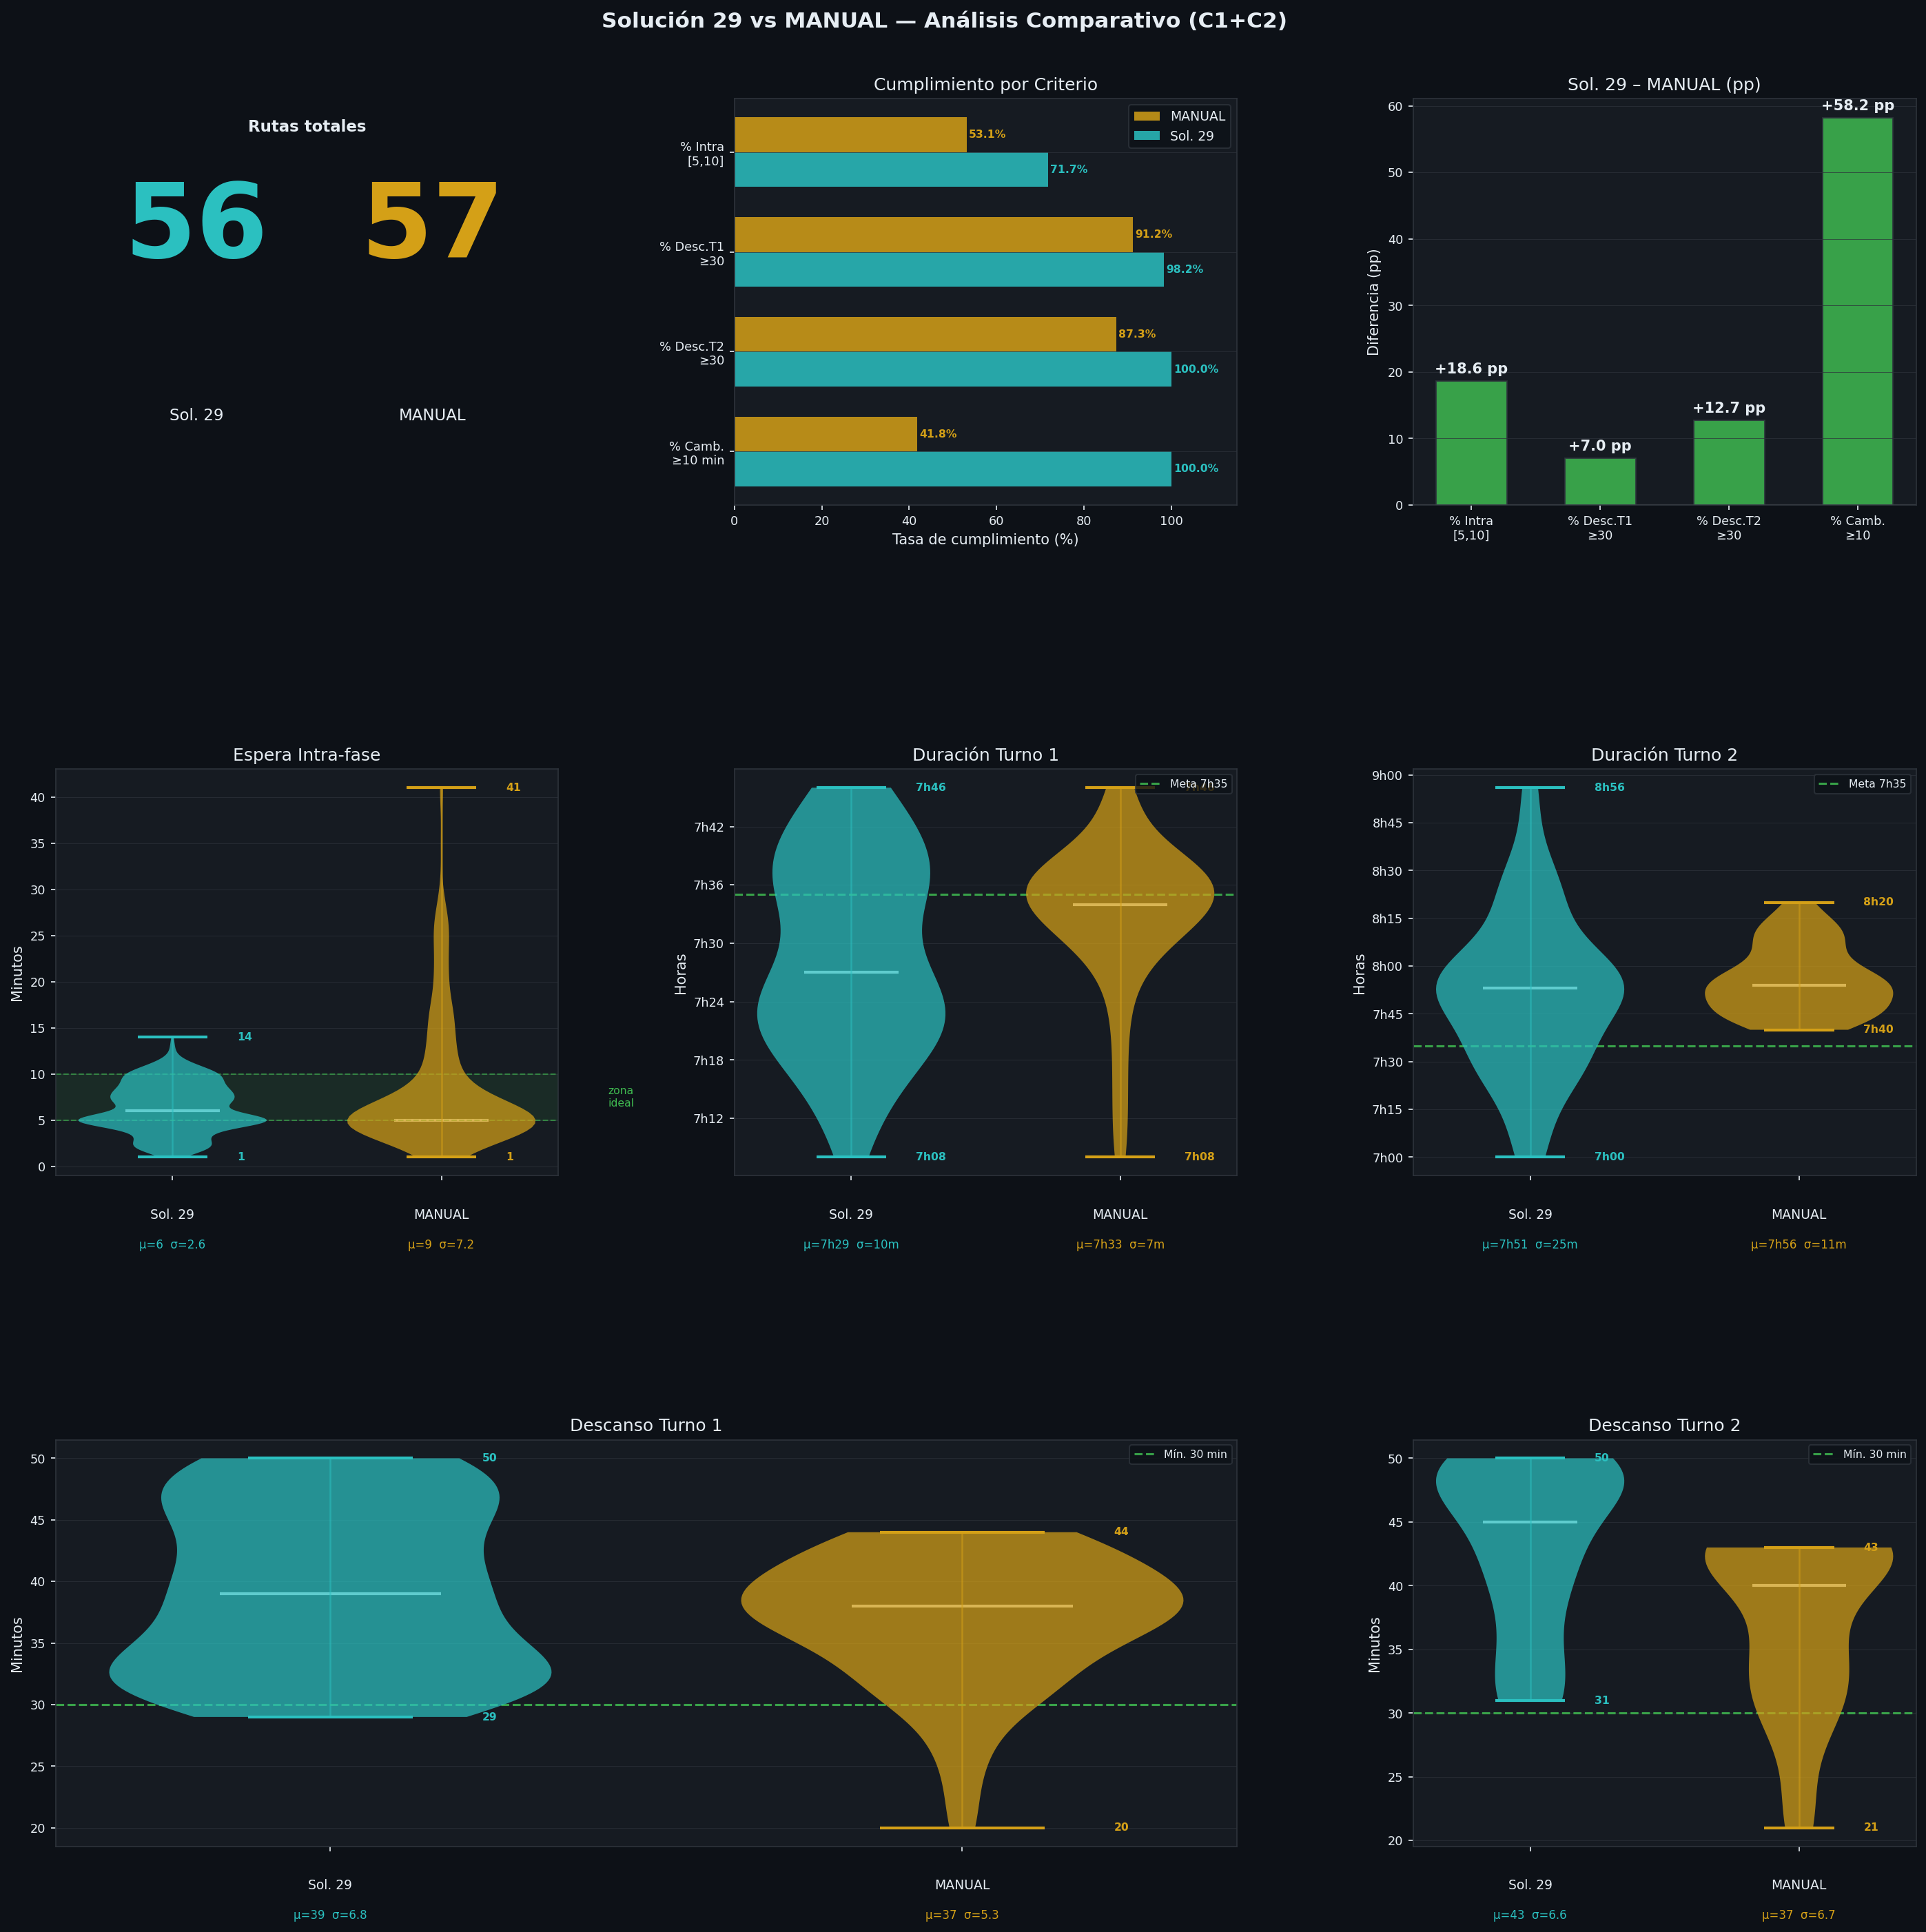 Solución 29 vs MANUAL — Análisis Comparativo (C1+C2)
Rutas totales
56
57
Sol. 29
MANUAL
Cumplimiento por Criterio
MANUAL
Sol. 29
% Intra
[5,10]
53.1%
71.7%
% Desc.T1
≥30
91.2%
98.2%
% Desc.T2
≥30
87.3%
100.0%
% Camb.
≥10 min
41.8%
100.0%
0 20 40 60 80 100
Tasa de cumplimiento (%)
Sol. 29 – MANUAL (pp)
Diferencia (pp)
60
50
40
30
20
10
0
+18.6 pp
+7.0 pp
+12.7 pp
+58.2 pp
% Intra
[5,10]
% Desc.T1
≥30
% Desc.T2
≥30
% Camb.
≥10
Espera Intra-fase
Minutos
40
35
30
25
20
15
10
5
0
14
1
41
1
zona
ideal
Sol. 29
μ=6 σ=2.6
MANUAL
μ=9 σ=7.2
Duración Turno 1
Meta 7h35
Horas
7h42
7h36
7h30
7h24
7h18
7h12
7h46
7h08
7h08
Sol. 29
μ=7h29 σ=10m
MANUAL
μ=7h33 σ=7m
Duración Turno 2
Meta 7h35
Horas
9h00
8h45
8h30
8h15
8h00
7h45
7h30
7h15
7h00
8h56
7h00
8h20
7h40
Sol. 29
μ=7h51 σ=25m
MANUAL
μ=7h56 σ=11m
Descanso Turno 1
Mín. 30 min
Minutos
50
45
40
35
30
25
20
50
29
44
20
Sol. 29
μ=39 σ=6.8
MANUAL
μ=37 σ=5.3
Descanso Turno 2
Mín. 30 min
Minutos
50
45
40
35
30
25
20
50
31
43
21
Sol. 29
μ=43 σ=6.6
MANUAL
μ=37 σ=6.7